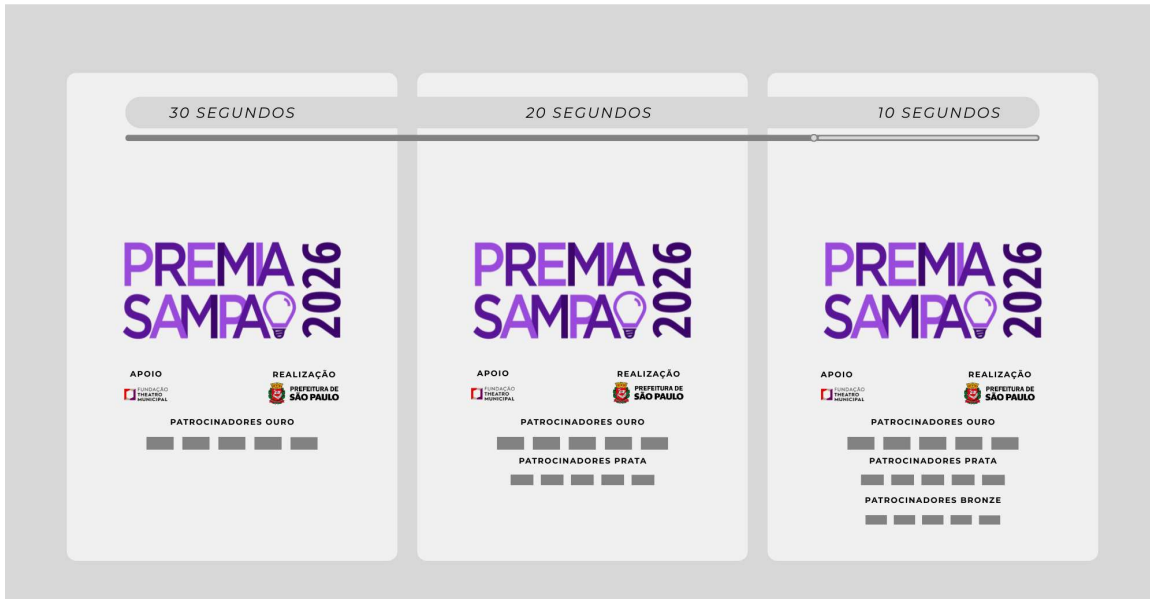 30 SEGUNDOS
20 SEGUNDOS
10 SEGUNDOS
PREMIA
SAMPA
2026
APOIO
REALIZAÇÃO
FUNDAÇÃO
THEATRO
MUNICIPAL
PREFEITURA DE
SÃO PAULO
PATROCINADORES OURO
PREMIA
SAMPA
2026
APOIO
REALIZAÇÃO
FUNDAÇÃO
THEATRO
MUNICIPAL
PREFEITURA DE
SÃO PAULO
PATROCINADORES OURO
PATROCINADORES PRATA
PREMIA
SAMPA
2026
APOIO
REALIZAÇÃO
FUNDAÇÃO
THEATRO
MUNICIPAL
PREFEITURA DE
SÃO PAULO
PATROCINADORES OURO
PATROCINADORES PRATA
PATROCINADORES BRONZE